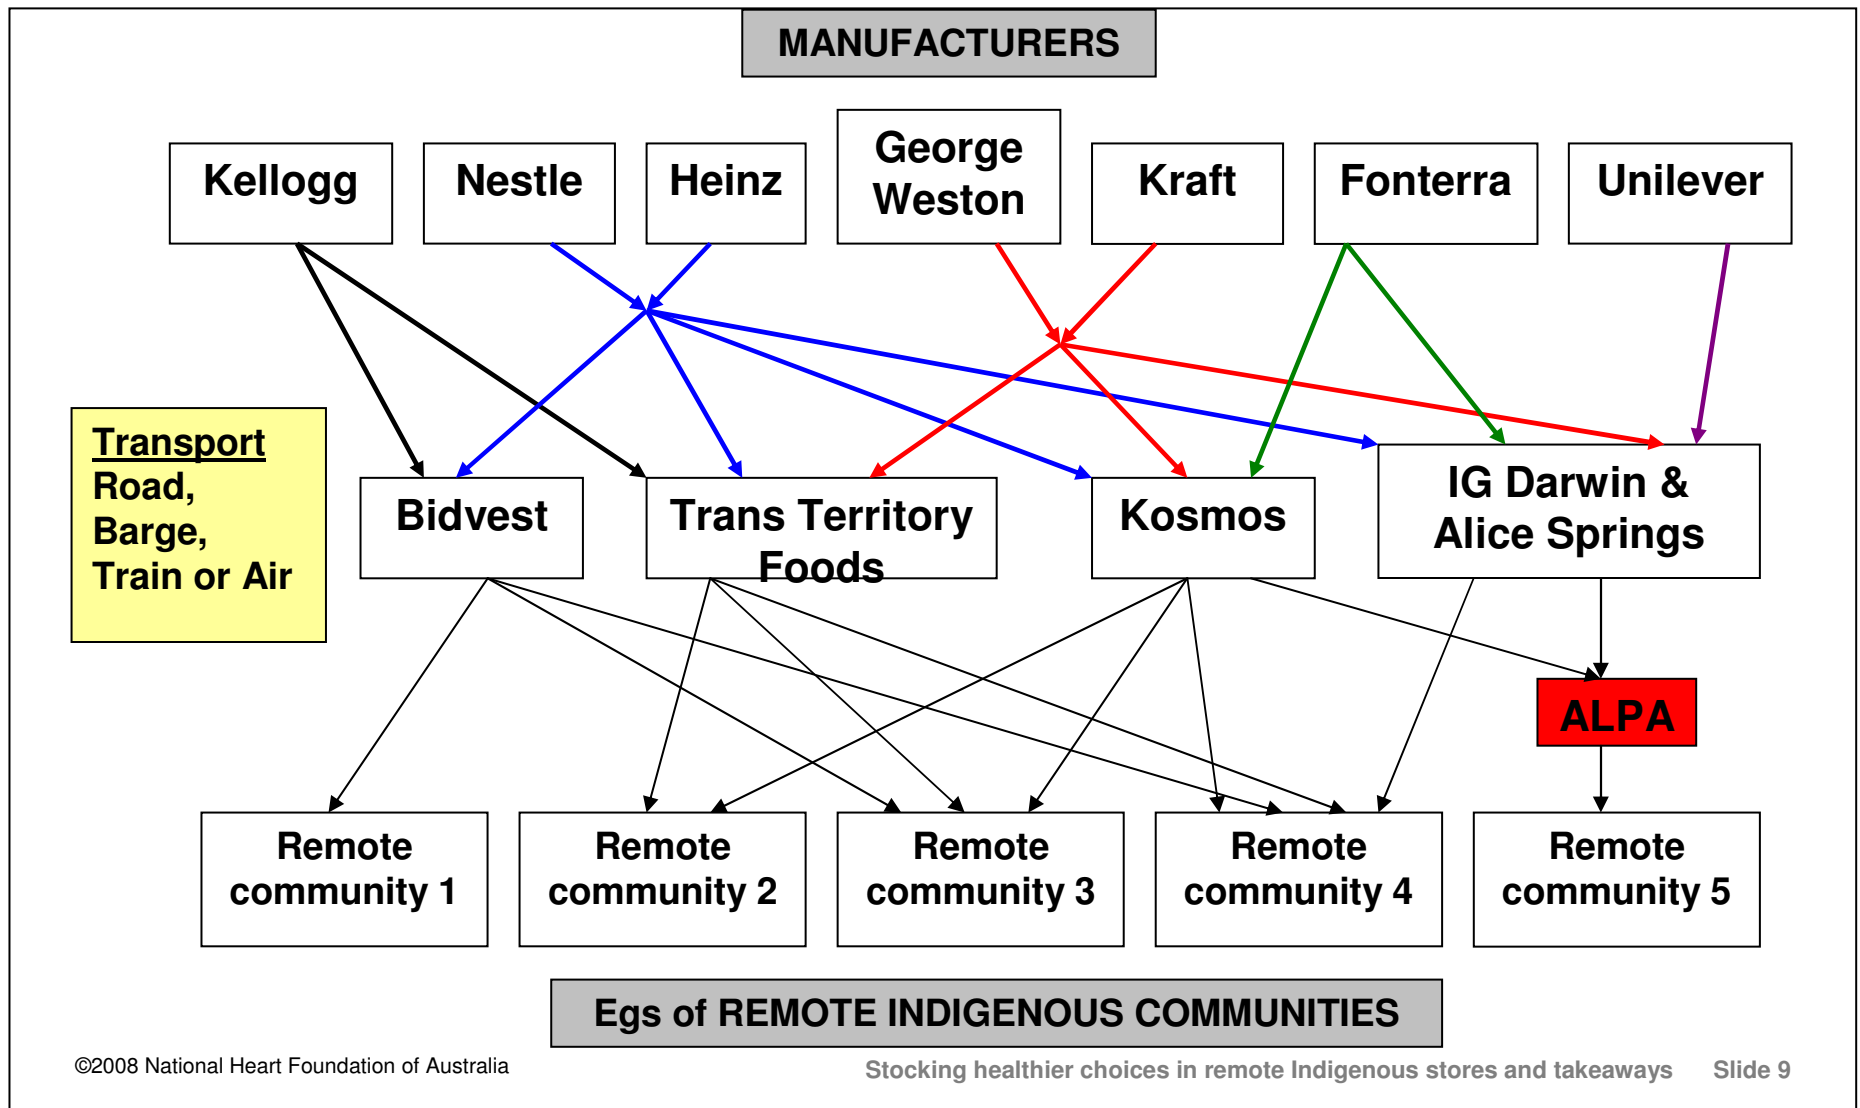 MANUFACTURERS
Kellogg
Nestle
Heinz
George
Weston
Kraft
Fonterra
Unilever
Transport
Road,
Barge,
Train or Air
Bidvest
Trans Territory
Foods
Kosmos
IG Darwin &
Alice Springs
ALPA
Remote
community 1
Remote
community 2
Remote
community 3
Remote
community 4
Remote
community 5
Egs of REMOTE INDIGENOUS COMMUNITIES
©2008 National Heart Foundation of Australia
Stocking healthier choices in remote Indigenous stores and takeaways Slide 9